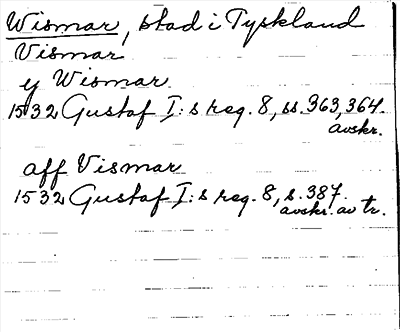 Wismar, stad i Tyskland
Vismar
y Wismar
1532 Gustaf I:s reg. 8, ss. 363, 364.
avskr.
aff Vismar
1532 Gustaf I:s reg. 8, s. 387.
avskr. av tr.